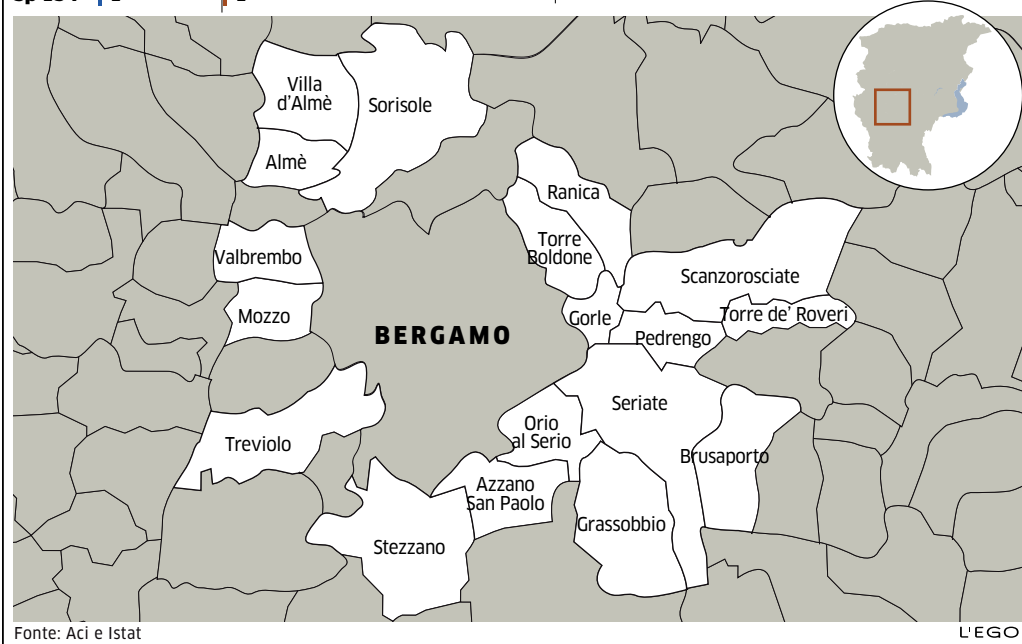 Villa
d'Almè
Sorisole
Almè
Ranica
Torre
Boldone
Valbrembo
Scanzorosciate
Mozzo
Gorle
Torre de' Roveri
BERGAMO
Pedrengo
Seriate
Orio
al Serio
Treviolo
Brusaporto
Azzano
San Paolo
Grassobbio
Stezzano
Fonte: Aci e Istat
L'EGO